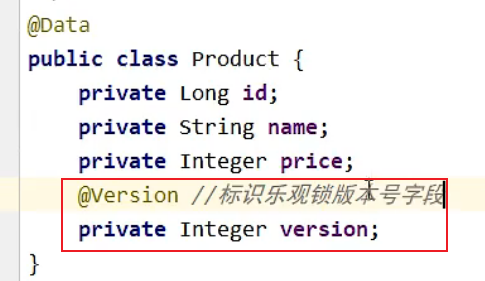 @Data
public class Product {
private Long id;
private String name;
private Integer price;
@Version //标识乐观锁版本号字段
private Integer version;
}